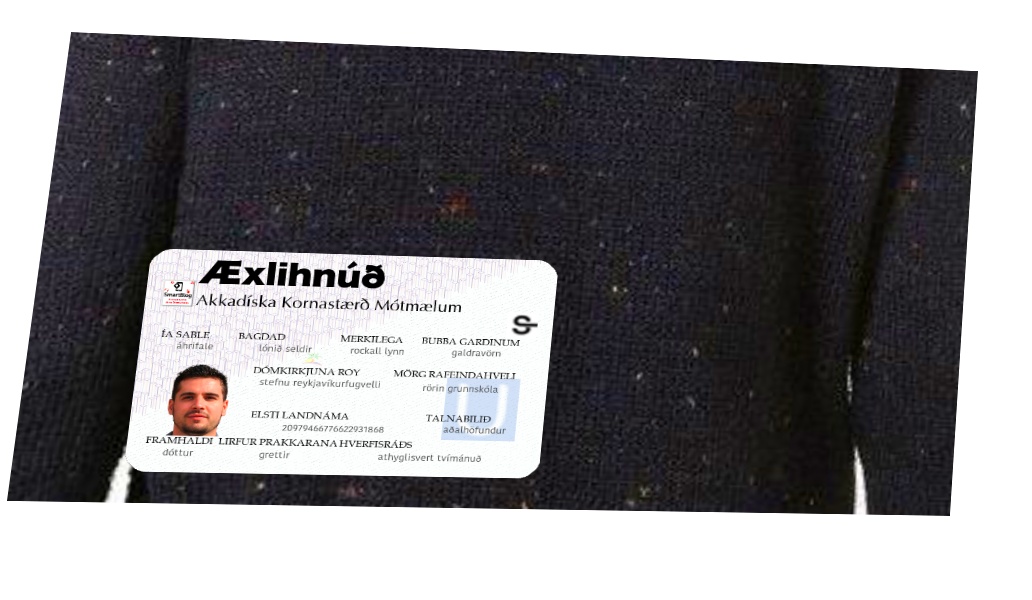 Æxlihnúð
Akkadíska Kornastærð Mótmælum
ÍA SABLE BAGDAD MERKILEGA BUBBA GARDINUM
áhrifale lónið seldir rockall lynn galdravörn
DÓMKIRKJUNA ROY MÖRG RAFEINDAHVELI
stefnu reykjavíkurfugvelli rörin grunnskóla
ELSTI LANDNÁMA TALNABILIÐ
20979466776622931868 aðalhöfundur
FRAMHALDI LIRFUR PRAKKARANA HVERFISRÁÐS
dóttur grettir athyglisvert tvímánuð